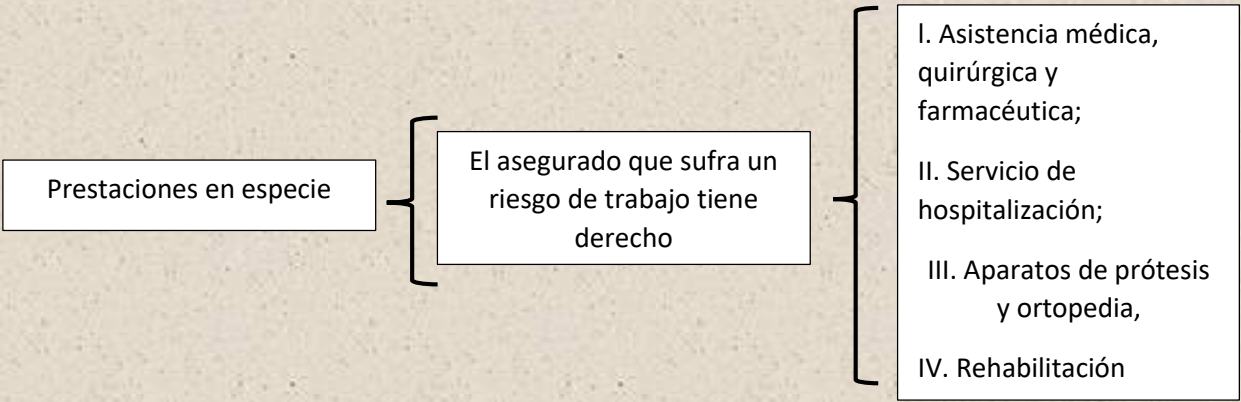 Prestaciones en especie
El asegurado que sufra un
riesgo de trabajo tiene
derecho
l. Asistencia médica,
quirúrgica y
farmacéutica;
II. Servicio de
hospitalización;
III. Aparatos de prótesis
y ortopedia,
IV. Rehabilitación